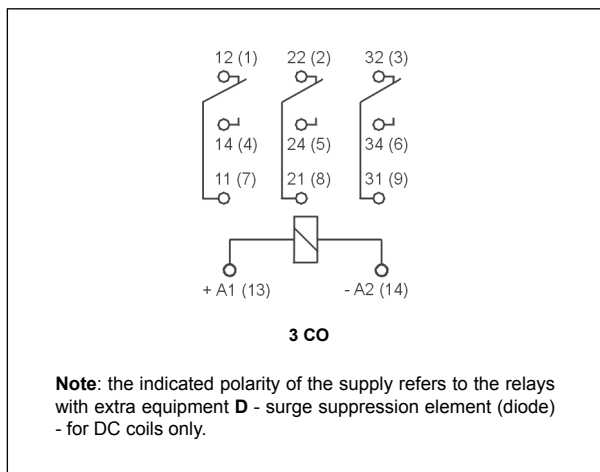 12 (1) 22 (2) 32 (3)
14 (4) 24 (5) 34 (6)
11 (7) 21 (8) 31 (9)
+ A1 (13) - A2 (14)
3 CO
Note: the indicated polarity of the supply refers to the relays
with extra equipment D - surge suppression element (diode)
- for DC coils only.